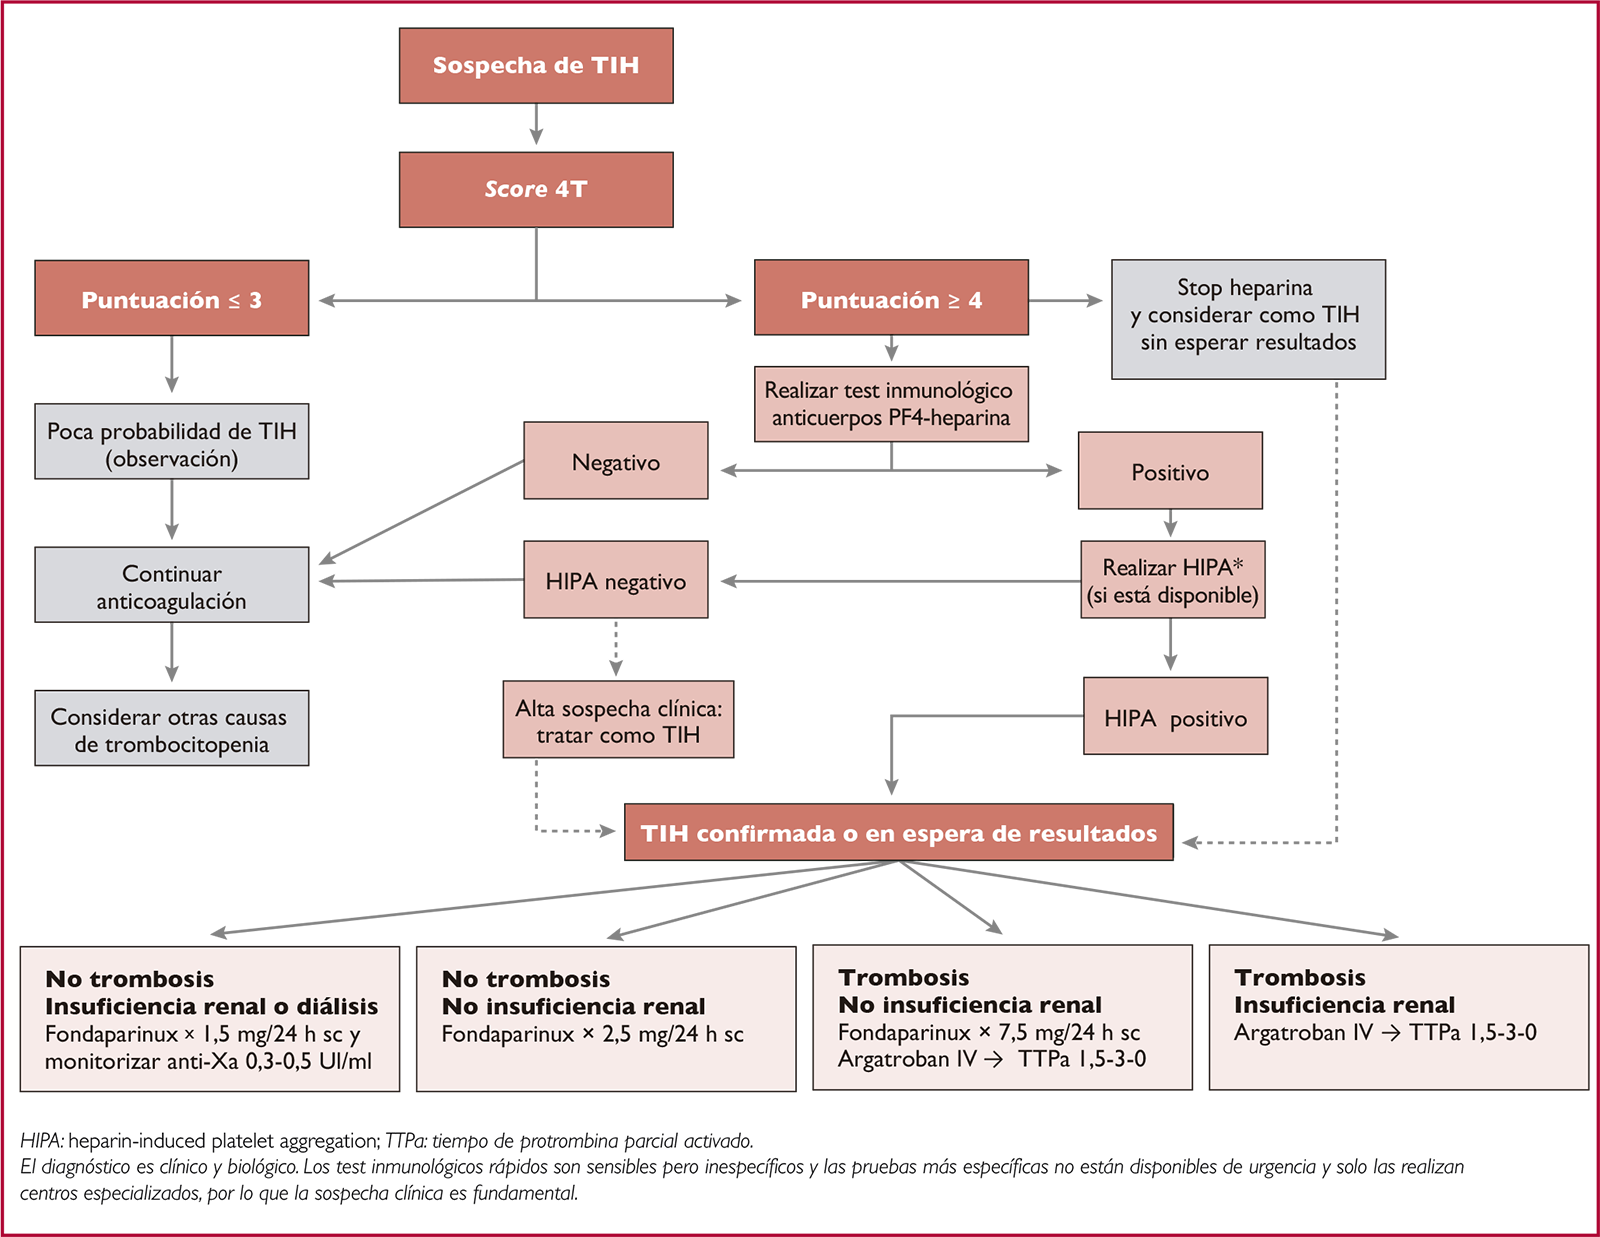 Sospecha de TIH
Score 4T
Puntuación ≤ 3
Puntuación ≥ 4
Stop heparina
y considerar como TIH
sin esperar resultados
Realizar test inmunológico
anticuerpos PF4-heparina
Poca probabilidad de TIH
(observación)
Negativo
Positivo
Continuar
anticoagulación
HIPA negativo
Realizar HIPA*
(si está disponible)
Considerar otras causas
de trombocitopenia
Alta sospecha clínica:
tratar como TIH
HIPA positivo
TIH confirmada o en espera de resultados
No trombosis
Insuficiencia renal o diálisis
Fondaparinux × 1,5 mg/24 h sc y
monitorizar anti-Xa 0,3-0,5 UI/ml
No trombosis
No insuficiencia renal
Fondaparinux × 2,5 mg/24 h sc
Trombosis
No insuficiencia renal
Fondaparinux × 7,5 mg/24 h sc
Argatroban IV → TTPa 1,5-3-0
Trombosis
Insuficiencia renal
Argatroban IV → TTPa 1,5-3-0
HIPA: heparin-induced platelet aggregation; TTPa: tiempo de protrombina parcial activado.
El diagnóstico es clínico y biológico. Los test inmunológicos rápidos son sensibles pero inespecíficos y las pruebas más específicas no están disponibles de urgencia y solo las realizan
centros especializados, por lo que la sospecha clínica es fundamental.